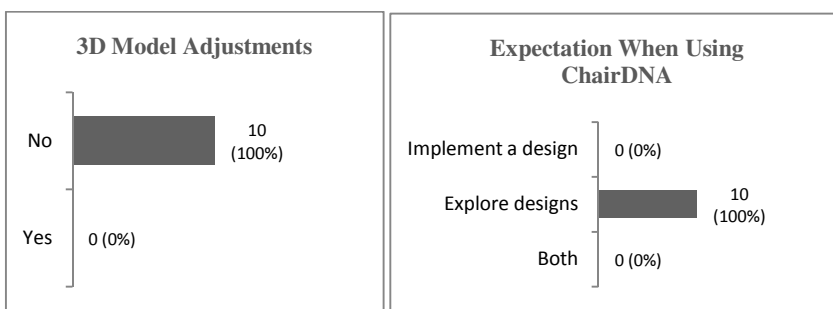 3D Model Adjustments
No
10
(100%)
Yes
0 (0%)
Expectation When Using
ChairDNA
Implement a design
0 (0%)
Explore designs
10
(100%)
Both
0 (0%)